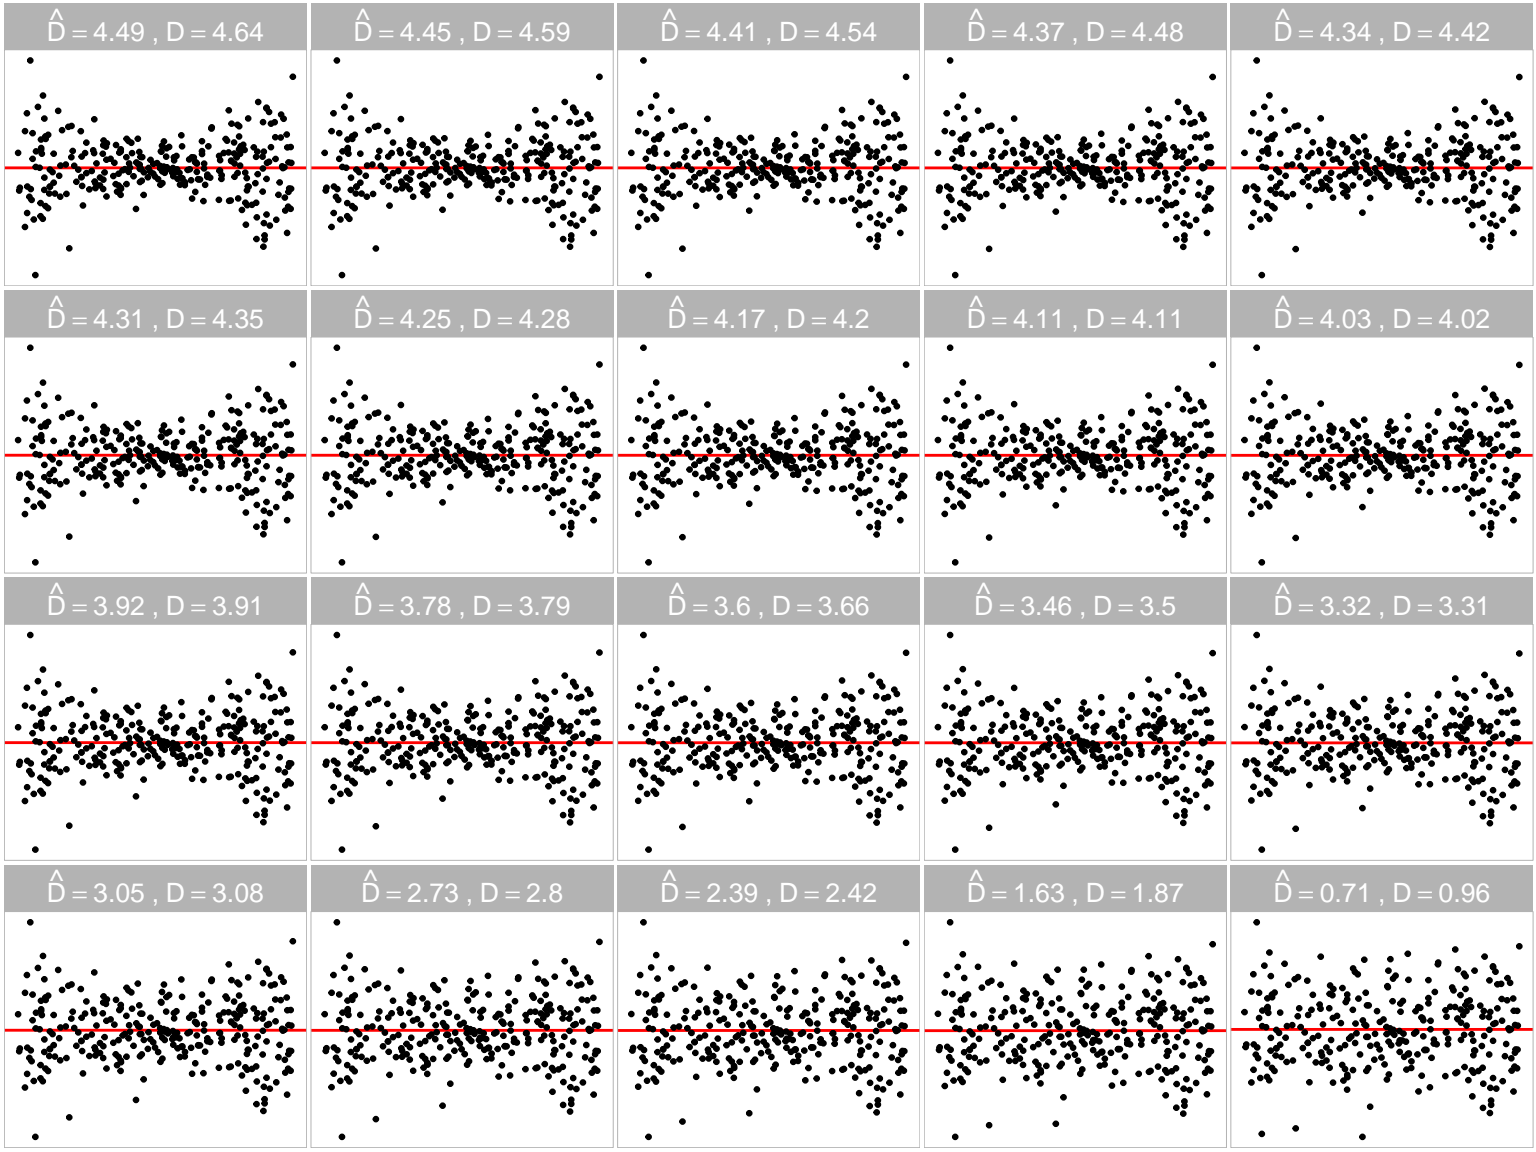 D̂ = 4.49 , D = 4.64
D̂ = 4.45 , D = 4.59
D̂ = 4.41 , D = 4.54
D̂ = 4.37 , D = 4.48
D̂ = 4.34 , D = 4.42
D̂ = 4.31 , D = 4.35
D̂ = 4.25 , D = 4.28
D̂ = 4.17 , D = 4.2
D̂ = 4.11 , D = 4.11
D̂ = 4.03 , D = 4.02
D̂ = 3.92 , D = 3.91
D̂ = 3.78 , D = 3.79
D̂ = 3.6 , D = 3.66
D̂ = 3.46 , D = 3.5
D̂ = 3.32 , D = 3.31
D̂ = 3.05 , D = 3.08
D̂ = 2.73 , D = 2.8
D̂ = 2.39 , D = 2.42
D̂ = 1.63 , D = 1.87
D̂ = 0.71 , D = 0.96